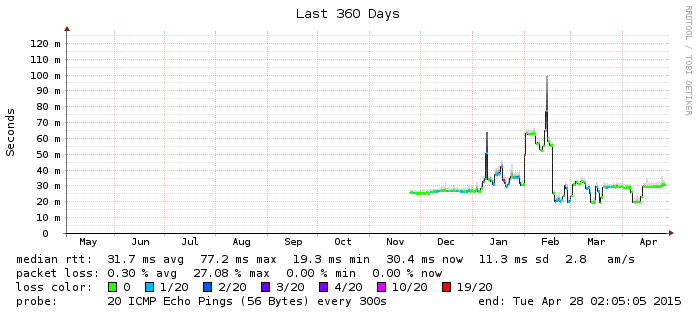 Last 360 Days
RRDTOOL / TOBI OETIKER
Seconds
120 m
110 m
100 m
90 m
80 m
70 m
60 m
50 m
40 m
30 m
20 m
10 m
0
May Jun Jul Aug Sep Oct Nov Dec Jan Feb Mar Apr
median rtt: 31.7 ms avg 77.2 ms max 19.3 ms min 30.4 ms now 11.3 ms sd 2.8 am/s
packet loss: 0.30 % avg 27.08 % max 0.00 % min 0.00 % now
loss color: 0 1/20 2/20 3/20 4/20 10/20 19/20
probe: 20 ICMP Echo Pings (56 Bytes) every 300s end: Tue Apr 28 02:05:05 2015